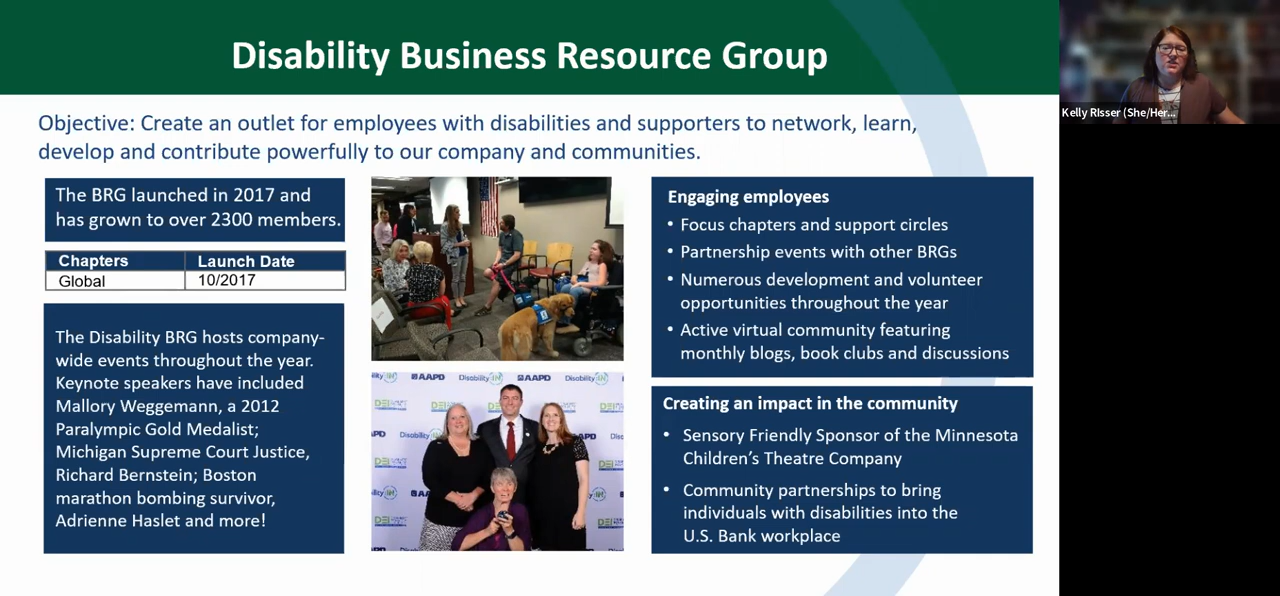 Disability Business Resource Group
Kelly RIsser (She/Her...
Objective: Create an outlet for employees with disabilities and supporters to network, learn,
develop and contribute powerfully to our company and communities.
The BRG launched in 2017 and
has grown to over 2300 members.
Chapters Launch Date
Global 10/2017
The Disability BRG hosts company-
wide events throughout the year.
Keynote speakers have included
Mallory Weggemann, a 2012
Paralympic Gold Medalist;
Michigan Supreme Court Justice,
Richard Bernstein; Boston
marathon bombing survivor,
Adrienne Haslet and more!
AAPD Disability:IN AAPD Disability:IN
DEI
Disability:IN
Engaging employees
• Focus chapters and support circles
• Partnership events with other BRGs
• Numerous development and volunteer
opportunities throughout the year
• Active virtual community featuring
monthly blogs, book clubs and discussions
Creating an impact in the community
• Sensory Friendly Sponsor of the Minnesota
Children's Theatre Company
• Community partnerships to bring
individuals with disabilities into the
U.S. Bank workplace